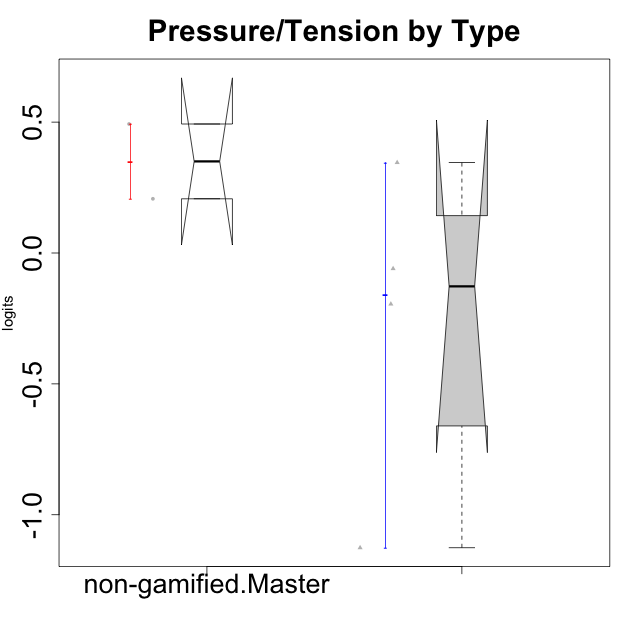 Pressure/Tension by Type
logits
0.5
0.0
-0.5
-1.0
non-gamified.Master